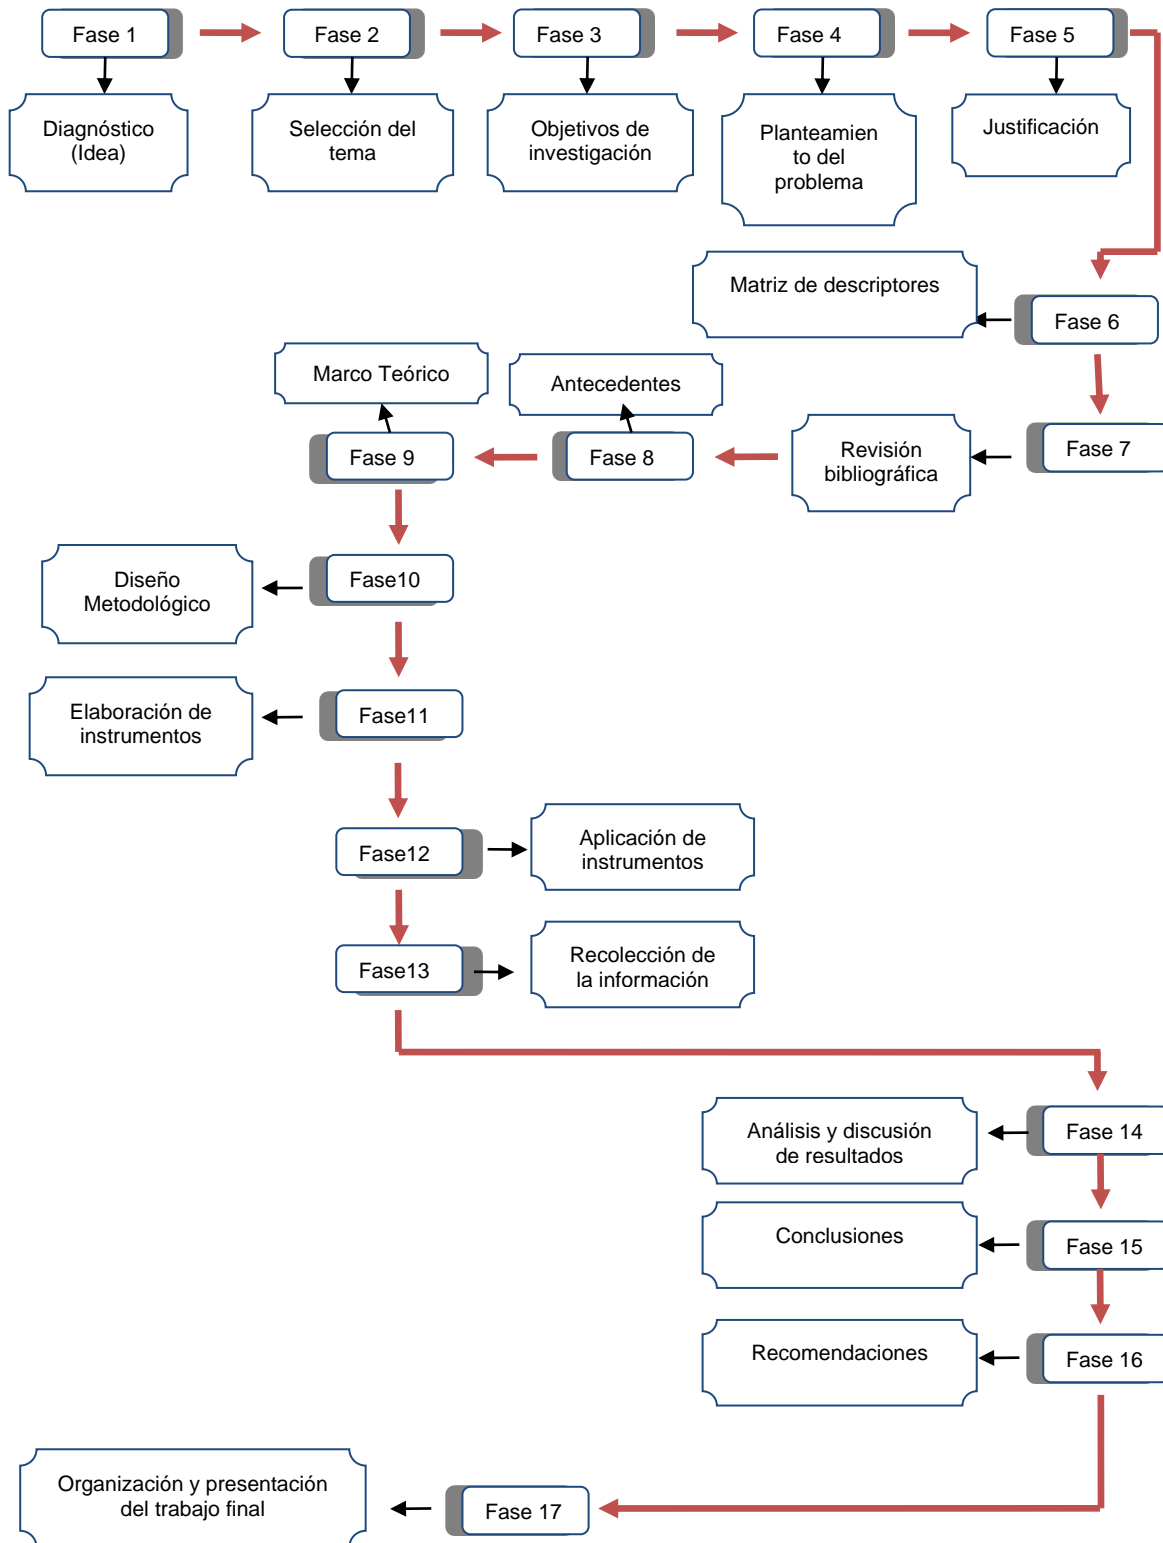 Fase 1
Fase 2
Fase 3
Fase 4
Fase 5
Diagnóstico
(Idea)
Selección del
tema
Objetivos de
investigación
Planteamien
to del
problema
Justificación
Matriz de descriptores
Fase 6
Marco Teórico
Antecedentes
Fase 9
Fase 8
Revisión
bibliográfica
Fase 7
Diseño
Metodológico
Fase10
Elaboración de
instrumentos
Fase11
Fase12
Aplicación de
instrumentos
Fase13
Recolección de
la información
Análisis y discusión
de resultados
Fase 14
Conclusiones
Fase 15
Recomendaciones
Fase 16
Organización y presentación
del trabajo final
Fase 17